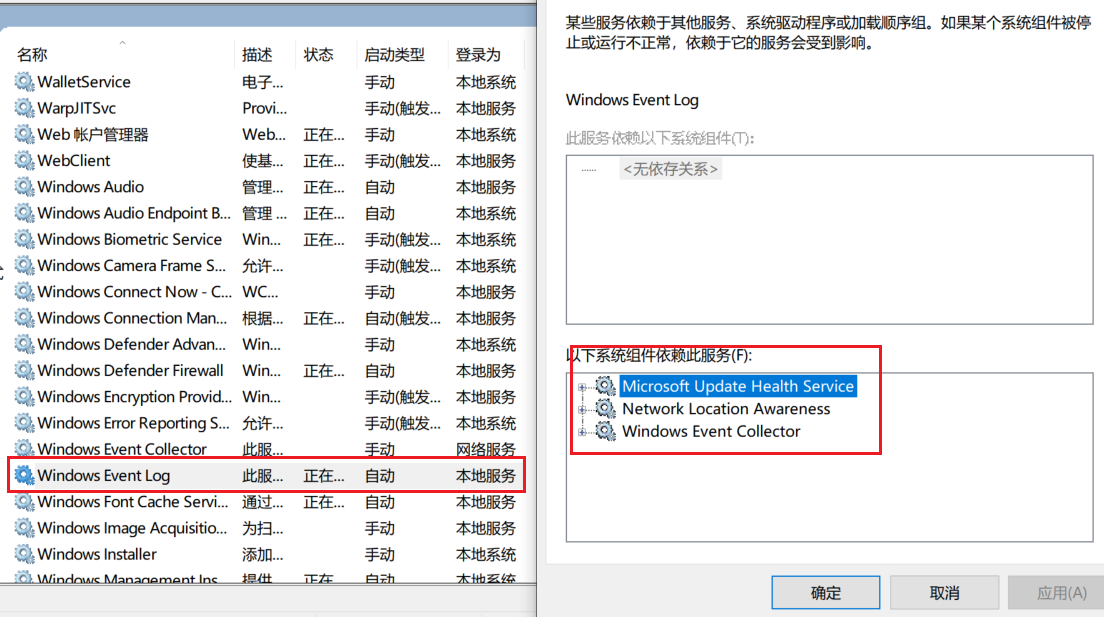 名称 描述 状态 启动类型 登录为
WalletService 电子... 手动 本地系统
WarpJITSvc Provi... 手动(触发... 本地服务
Web 帐户管理器 Web... 正在... 手动 本地系统
WebClient 使基... 正在... 手动(触发... 本地服务
Windows Audio 管理... 正在... 自动 本地服务
Windows Audio Endpoint B... 管理 ... 正在... 自动 本地系统
Windows Biometric Service Win... 正在... 手动(触发... 本地系统
Windows Camera Frame S... 允许... 手动(触发... 本地系统
Windows Connect Now - C... WC... 手动 本地服务
Windows Connection Man... 根据... 正在... 自动(触发... 本地服务
Windows Defender Advan... Win... 手动 本地系统
Windows Defender Firewall Win... 正在... 自动 本地服务
Windows Encryption Provid... Win... 手动(触发... 本地服务
Windows Error Reporting S... 允许... 手动(触发... 本地系统
Windows Event Collector 此服... 手动 网络服务
Windows Event Log 此服... 正在... 自动 本地服务
Windows Font Cache Servi... 通过... 正在... 自动 本地服务
Windows Image Acquisitio... 为扫... 手动 本地服务
Windows Installer 添加... 手动 本地系统
Windows Management Ins 提供 正在 自动 本地系统
某些服务依赖于其他服务、系统驱动程序或加载顺序组。如果某个系统组件被停
止或运行不正常，依赖于它的服务会受到影响。
Windows Event Log
此服务依赖以下系统组件(T):
<无依存关系>
以下系统组件依赖此服务(F):
Microsoft Update Health Service
Network Location Awareness
Windows Event Collector
确定 取消 应用(A)